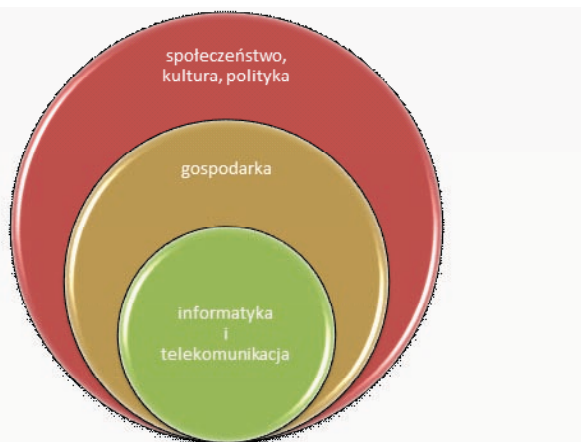 społeczeństwo,
kultura, polityka
gospodarka
informatyka
i
telekomunikacja